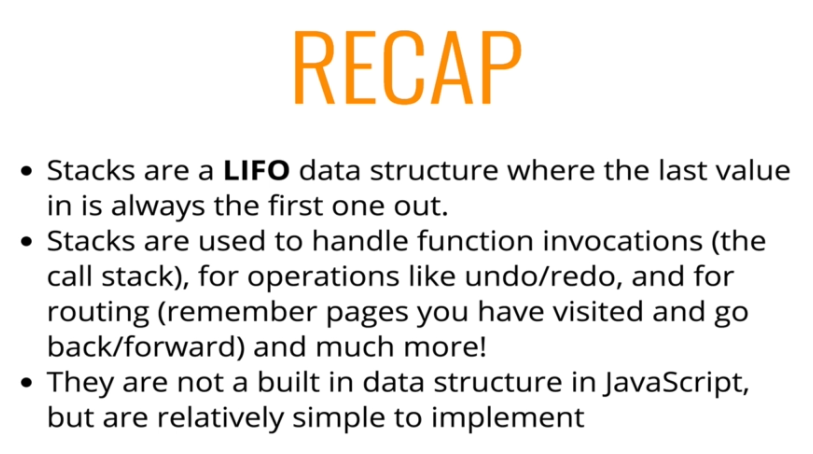 RECAP
• Stacks are a LIFO data structure where the last value
in is always the first one out.
• Stacks are used to handle function invocations (the
call stack), for operations like undo/redo, and for
routing (remember pages you have visited and go
back/forward) and much more!
• They are not a built in data structure in JavaScript,
but are relatively simple to implement